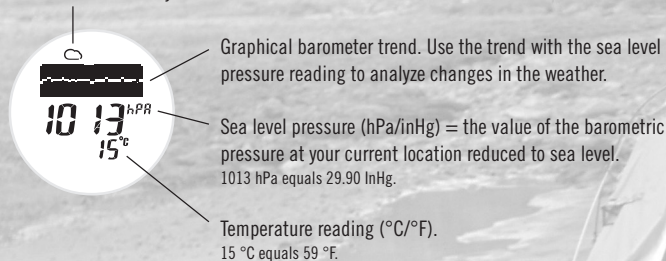 Graphical barometer trend. Use the trend with the sea level
pressure reading to analyze changes in the weather.
1013 hPa
15°C
Sea level pressure (hPa/inHg) = the value of the barometric
pressure at your current location reduced to sea level.
1013 hPa equals 29.90 InHg.
Temperature reading (°C/°F).
15 °C equals 59 °F.